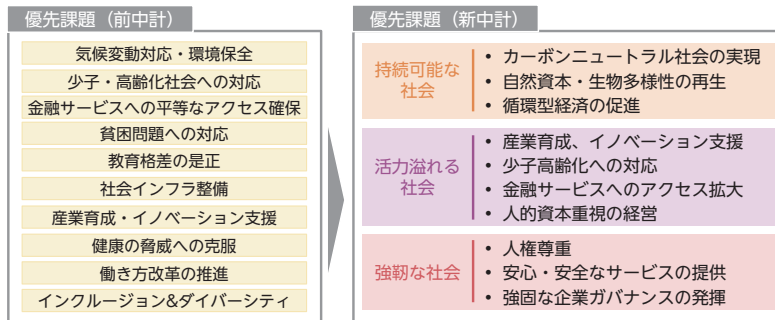 優先課題（前中計）
気候変動対応・環境保全
少子・高齢化社会への対応
金融サービスへの平等なアクセス確保
貧困問題への対応
教育格差の是正
社会インフラ整備
産業育成・イノベーション支援
健康の脅威への克服
働き方改革の推進
インクルージョン&ダイバーシティ
優先課題（新中計）
持続可能な
社会
• カーボンニュートラル社会の実現
• 自然資本・生物多様性の再生
• 循環型経済の促進
活力溢れる
社会
• 産業育成、イノベーション支援
• 少子高齢化への対応
• 金融サービスへのアクセス拡大
• 人的資本重視の経営
強靭な社会
• 人権尊重
• 安心・安全なサービスの提供
• 強固な企業ガバナンスの発揮